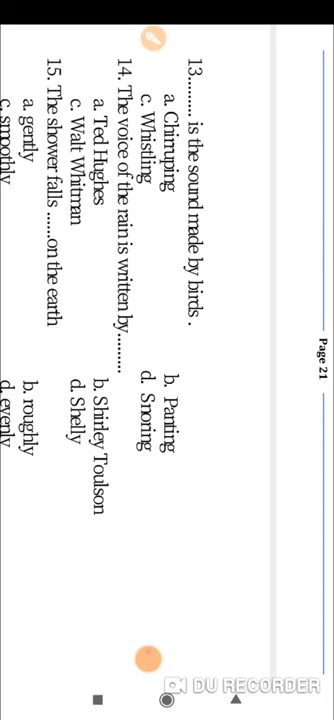 Page 21
13......... is the sound made by birds .
a. Chirruping b. Panting
c. Whistling d. Snoring
14. The voice of the rain is written by..........
a. Ted Hughes b. Shirley Toulson
c. Walt Whitman d. Shelly
15. The shower falls ......on the earth
a. gently b. roughly
c. smoothly d. evenly
DU RECORDER